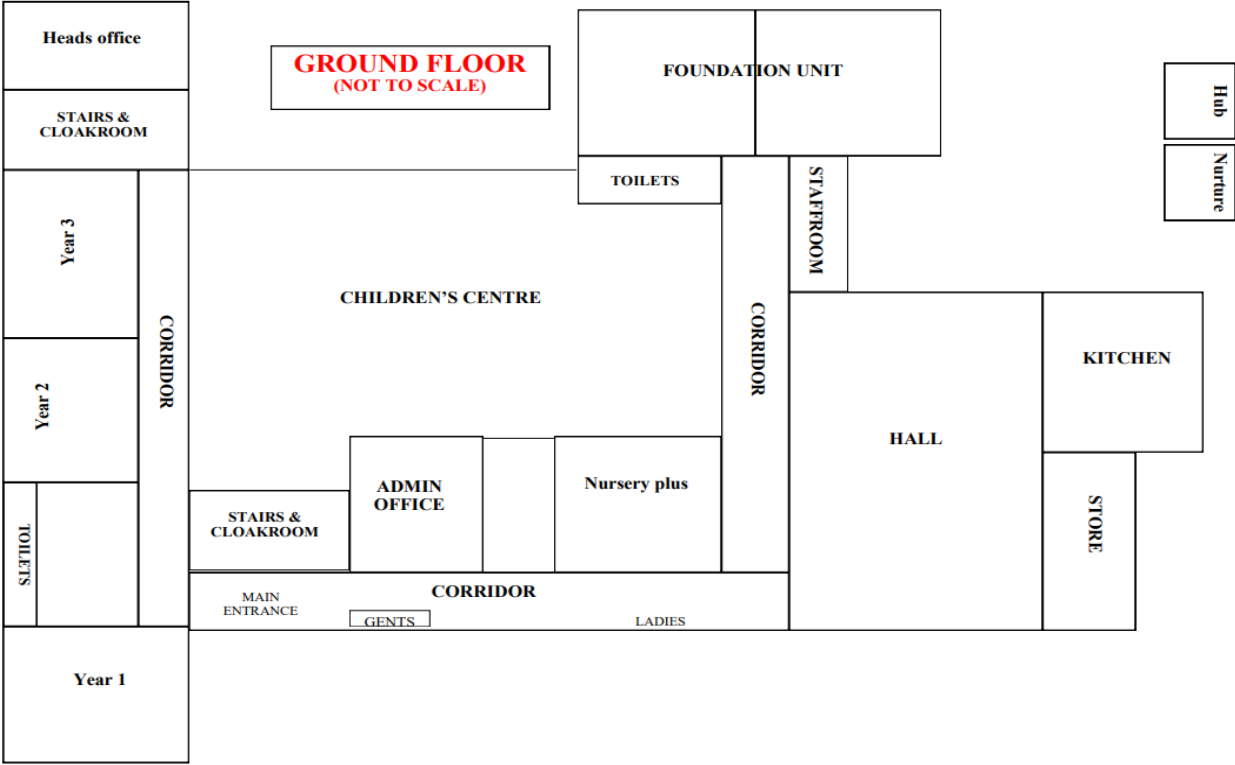 Heads office
GROUND FLOOR
(NOT TO SCALE)
FOUNDATION UNIT
Hub
STAIRS &
CLOAKROOM
Nurture
TOILETS
STAFFROOM
Year 3
CHILDREN'S CENTRE
CORRIDOR
CORRIDOR
KITCHEN
Year 2
HALL
ADMIN
OFFICE
Nursery plus
STAIRS &
CLOAKROOM
STORE
TOILETS
MAIN
ENTRANCE
CORRIDOR
GENTS
LADIES
Year 1